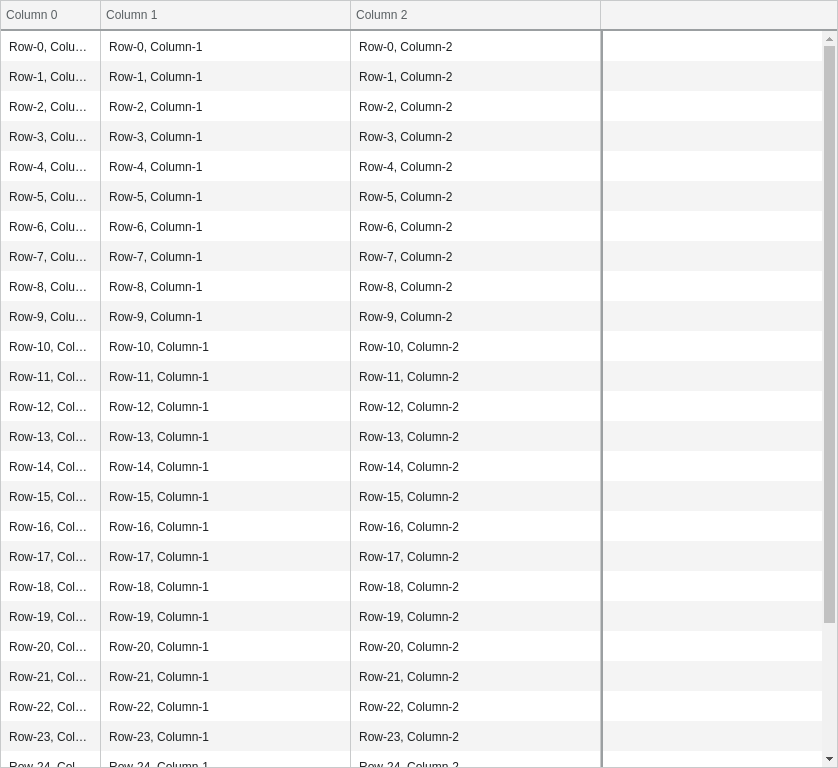 Column 0 Column 1 Column 2
Row-0, Colu… Row-0, Column-1 Row-0, Column-2
Row-1, Colu… Row-1, Column-1 Row-1, Column-2
Row-2, Colu… Row-2, Column-1 Row-2, Column-2
Row-3, Colu… Row-3, Column-1 Row-3, Column-2
Row-4, Colu… Row-4, Column-1 Row-4, Column-2
Row-5, Colu… Row-5, Column-1 Row-5, Column-2
Row-6, Colu… Row-6, Column-1 Row-6, Column-2
Row-7, Colu… Row-7, Column-1 Row-7, Column-2
Row-8, Colu… Row-8, Column-1 Row-8, Column-2
Row-9, Colu… Row-9, Column-1 Row-9, Column-2
Row-10, Col… Row-10, Column-1 Row-10, Column-2
Row-11, Col… Row-11, Column-1 Row-11, Column-2
Row-12, Col… Row-12, Column-1 Row-12, Column-2
Row-13, Col… Row-13, Column-1 Row-13, Column-2
Row-14, Col… Row-14, Column-1 Row-14, Column-2
Row-15, Col… Row-15, Column-1 Row-15, Column-2
Row-16, Col… Row-16, Column-1 Row-16, Column-2
Row-17, Col… Row-17, Column-1 Row-17, Column-2
Row-18, Col… Row-18, Column-1 Row-18, Column-2
Row-19, Col… Row-19, Column-1 Row-19, Column-2
Row-20, Col… Row-20, Column-1 Row-20, Column-2
Row-21, Col… Row-21, Column-1 Row-21, Column-2
Row-22, Col… Row-22, Column-1 Row-22, Column-2
Row-23, Col… Row-23, Column-1 Row-23, Column-2
Row-24, Col… Row-24, Column-1 Row-24, Column-2